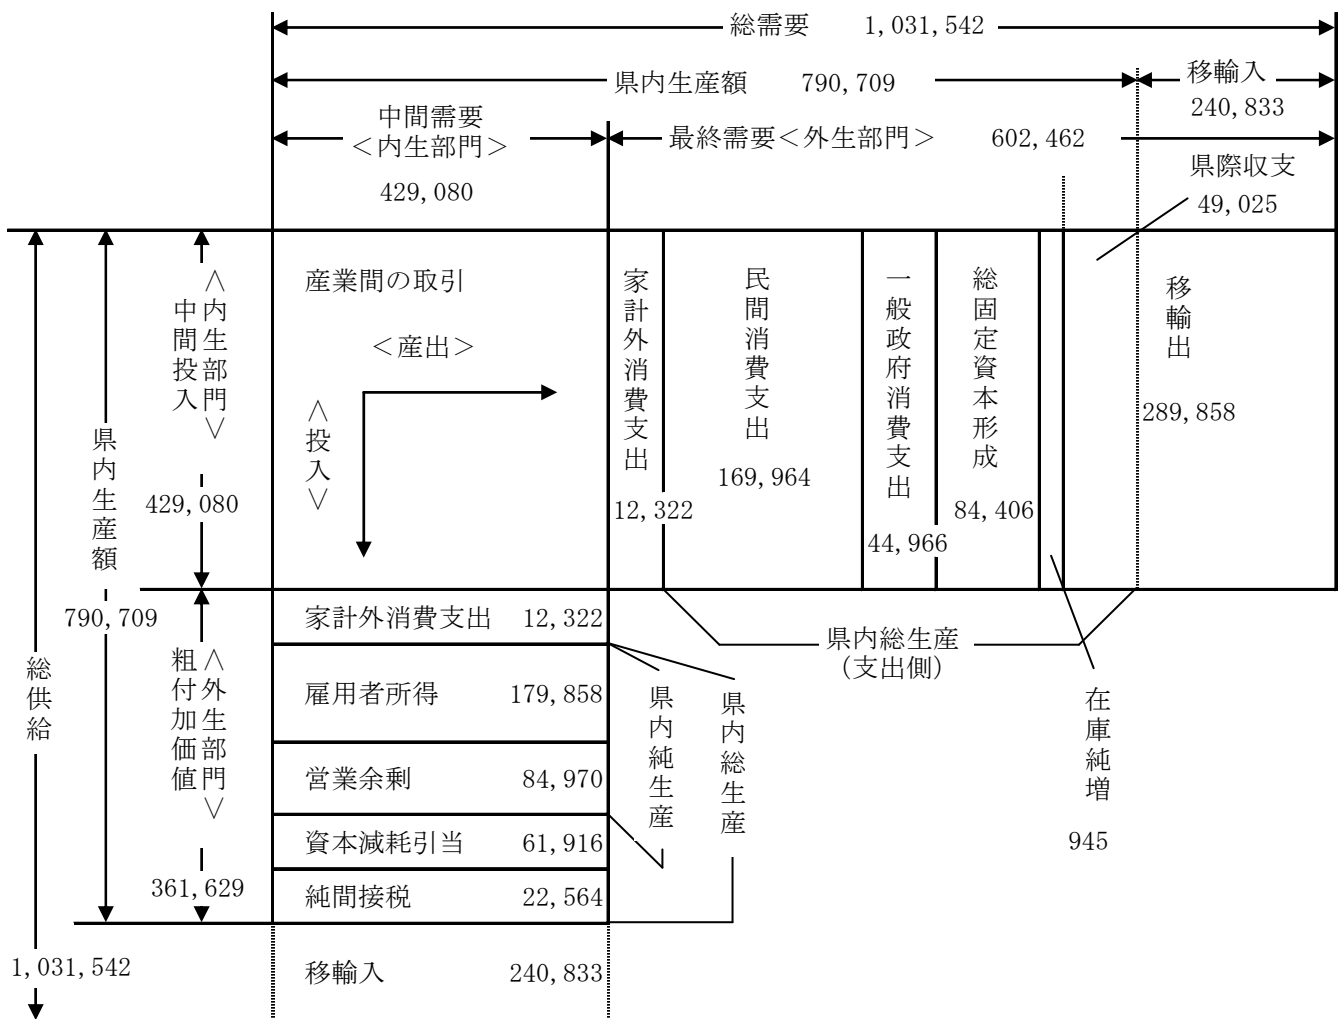 総需要 1,031,542
県内生産額 790,709
移輸入
240,833
中間需要
＜内生部門＞
429,080
最終需要＜外生部門＞ 602,462
県際収支
49,025
＜内生部門＞
中間投入
429,080
産業間の取引
＜産出＞
＜投入＞
家計外消費支出
12,322
民間消費支出
169,964
一般政府消費支出
44,966
総固定資本形成
84,406
移輸出
289,858
県内生産額
790,709
総供給
1,031,542
＜外生部門＞
粗付加価値
361,629
家計外消費支出 12,322
雇用者所得 179,858
営業余剰 84,970
資本減耗引当 61,916
純間接税 22,564
移輸入 240,833
県内純生産
県内総生産
県内総生産
(支出側)
在庫純増
945